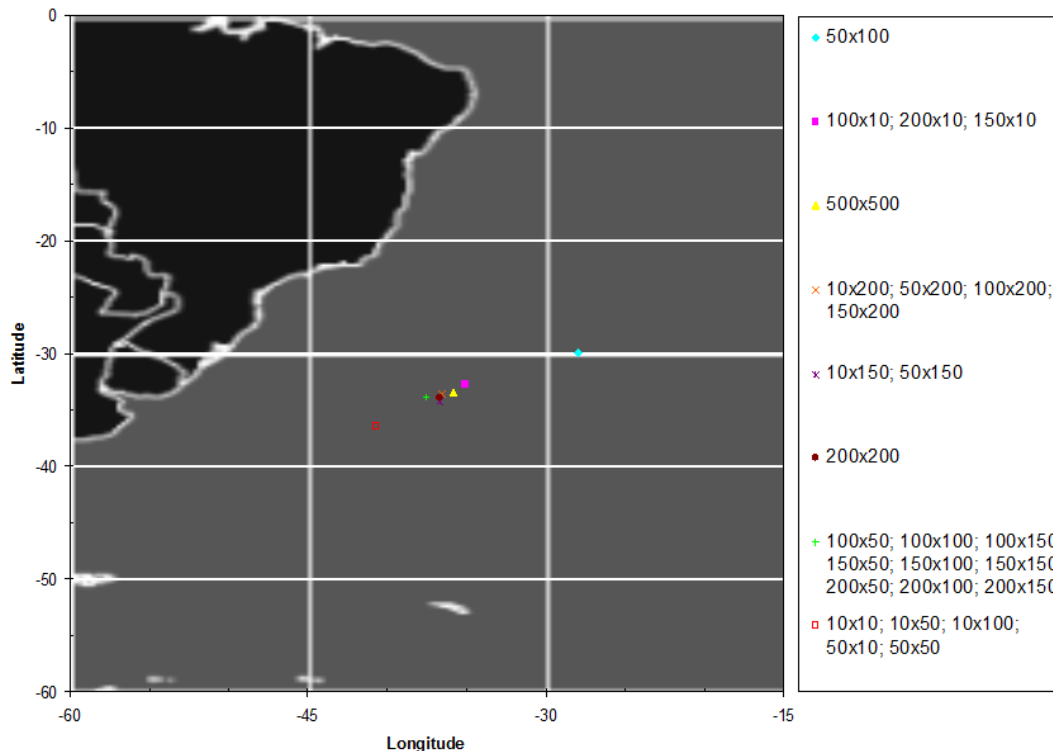 0
-10
-20
-30
-40
-50
-60
Latitude
-60
-45
-30
-15
Longitude
50x100
100x10; 200x10; 150x10
500x500
10x200; 50x200; 100x200;
150x200
10x150; 50x150
200x200
100x50; 100x100; 100x150
150x50; 150x100; 150x150
200x50; 200x100; 200x150
10x10; 10x50; 10x100;
50x10; 50x50